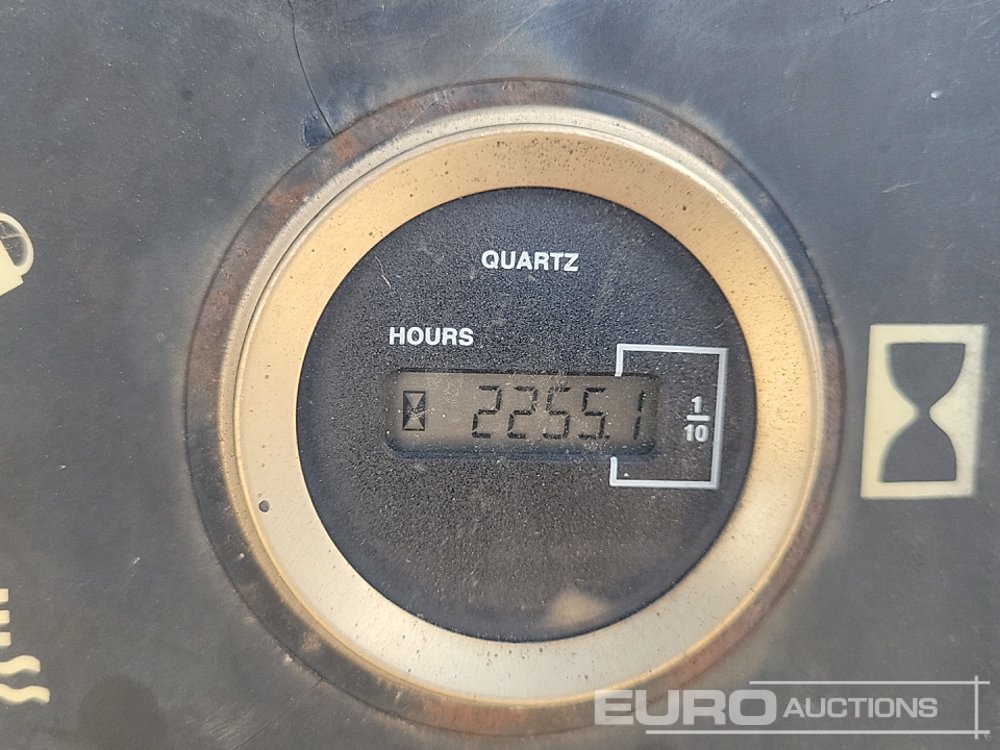 QUARTZ
HOURS
2255.1
1
10
EURO AUCTIONS